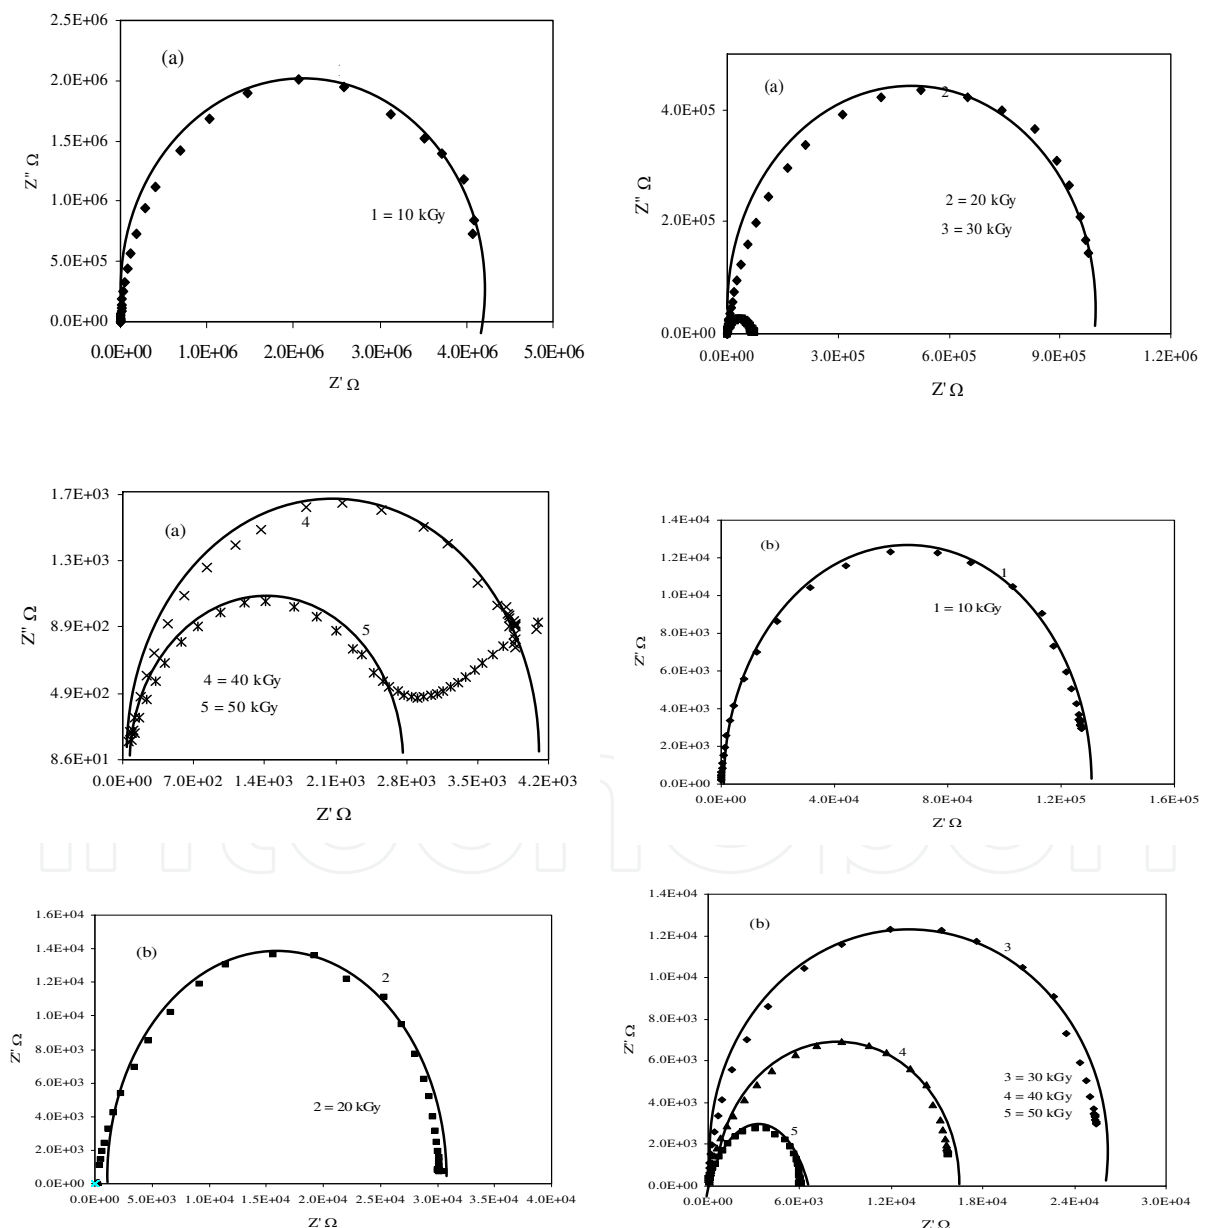 2.5E+06
(a)
2.0E+06
1.5E+06
1.0E+06
5.0E+05
0.0E+00
Z" Ω
1 = 10 kGy
0.0E+00 1.0E+06 2.0E+06 3.0E+06 4.0E+06 5.0E+06
Z' Ω
(a)
4.0E+05
2.0E+05
0.0E+00
Z" Ω
2
2 = 20 kGy
3 = 30 kGy
0.0E+00 3.0E+05 6.0E+05 9.0E+05 1.2E+06
Z' Ω
1.7E+03
1.3E+03
8.9E+02
4.9E+02
8.6E+01
Z" Ω
(a)
4
5
4 = 40 kGy
5 = 50 kGy
0.0E+00 7.0E+02 1.4E+03 2.1E+03 2.8E+03 3.5E+03 4.2E+03
Z' Ω
1.4E+04
1.2E+04
1.0E+04
8.0E+03
6.0E+03
4.0E+03
2.0E+03
0.0E+00
Z' Ω
(b)
1
1 = 10 kGy
0.0E+00 4.0E+04 8.0E+04 1.2E+05 1.6E+05
Z' Ω
intechopen
1.6E+04
1.4E+04
1.2E+04
1.0E+04
8.0E+03
6.0E+03
4.0E+03
2.0E+03
0.0E+00
Z' Ω
(b)
2
2 = 20 kGy
0.0E+00 5.0E+03 1.0E+04 1.5E+04 2.0E+04 2.5E+04 3.0E+04 3.5E+04 4.0E+04
Z' Ω
1.4E+04
1.2E+04
1.0E+04
8.0E+03
6.0E+03
4.0E+03
2.0E+03
0.0E+00
Z' Ω
(b)
3
4
5
3 = 30 kGy
4 = 40 kGy
5 = 50 kGy
0.0E+00 6.0E+03 1.2E+04 1.8E+04 2.4E+04 3.0E+04
Z' Ω